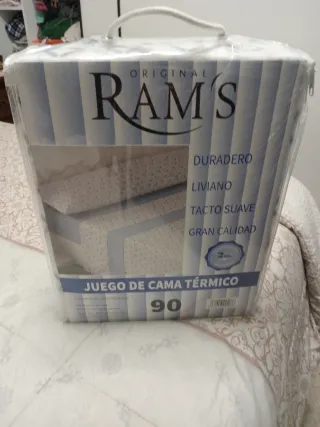 ORIGINAL
RAM'S
DURADERO
LIVIANO
TACTO SUAVE
GRAN CALIDAD
JUEGO DE CAMA TÉRMICO
90